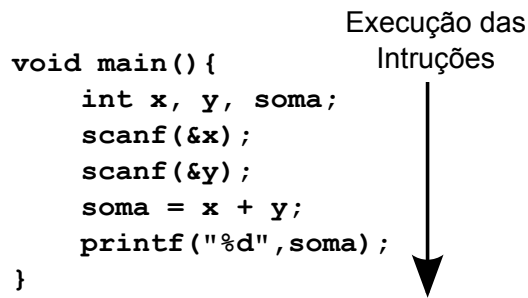 Execução das
Intruções
void main(){
    int x, y, soma;
    scanf(&x);
    scanf(&y);
    soma = x + y;
    printf("%d",soma);
}